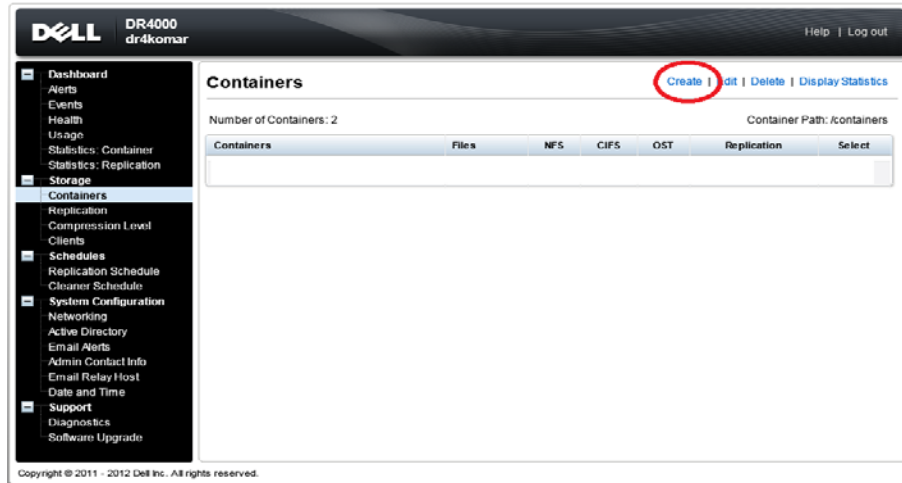 DELL
DR4000
dr4komar
Help | Log out
Dashboard
Alerts
Events
Health
Usage
Statistics: Container
Statistics: Replication
Storage
Containers
Replication
Compression Level
Clients
Schedules
Replication Schedule
Cleaner Schedule
System Configuration
Networking
Active Directory
Email Alerts
Admin Contact Info
Email Relay Host
Date and Time
Support
Diagnostics
Software Upgrade
Containers
Create | Edit | Delete | Display Statistics
Number of Containers: 2
Container Path: /containers
Containers Files NFS CIFS OST Replication Select
Copyright © 2011 - 2012 Dell Inc. All rights reserved.